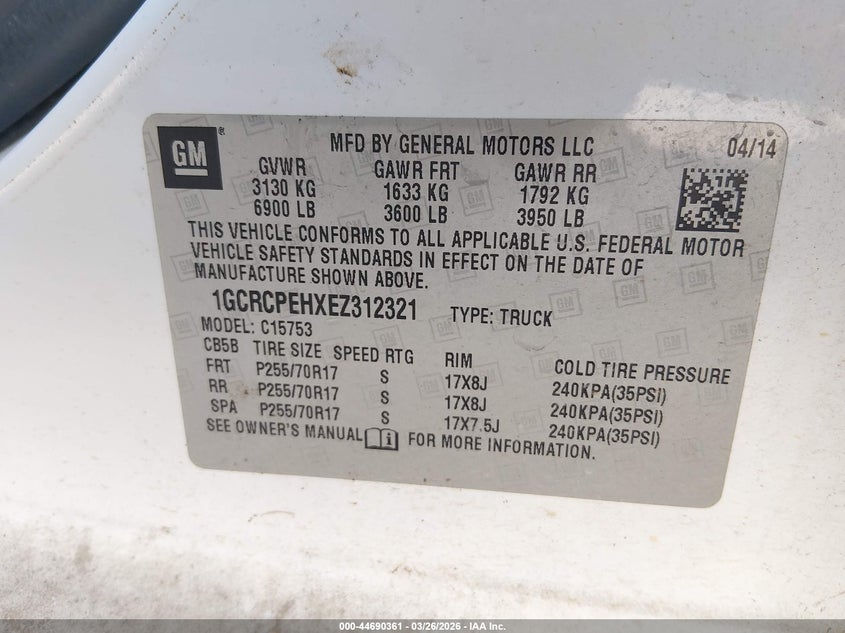 GM ® MFD BY GENERAL MOTORS LLC 04/14
GVWR GAWR FRT GAWR RR
3130 KG 1633 KG 1792 KG
6900 LB 3600 LB 3950 LB
THIS VEHICLE CONFORMS TO ALL APPLICABLE U.S. FEDERAL MOTOR
VEHICLE SAFETY STANDARDS IN EFFECT ON THE DATE OF
MANUFACTURE SHOWN ABOVE.
1GCRCPEHXEZ312321 TYPE: TRUCK
MODEL: C15753
CB5B TIRE SIZE SPEED RTG RIM COLD TIRE PRESSURE
FRT P255/70R17 S 17X8J 240KPA(35PSI)
RR P255/70R17 S 17X8J 240KPA(35PSI)
SPA P255/70R17 S 17X7.5J 240KPA(35PSI)
SEE OWNER'S MANUAL i FOR MORE INFORMATION.
000-44690361 | 03/26/2026 | IAA Inc.